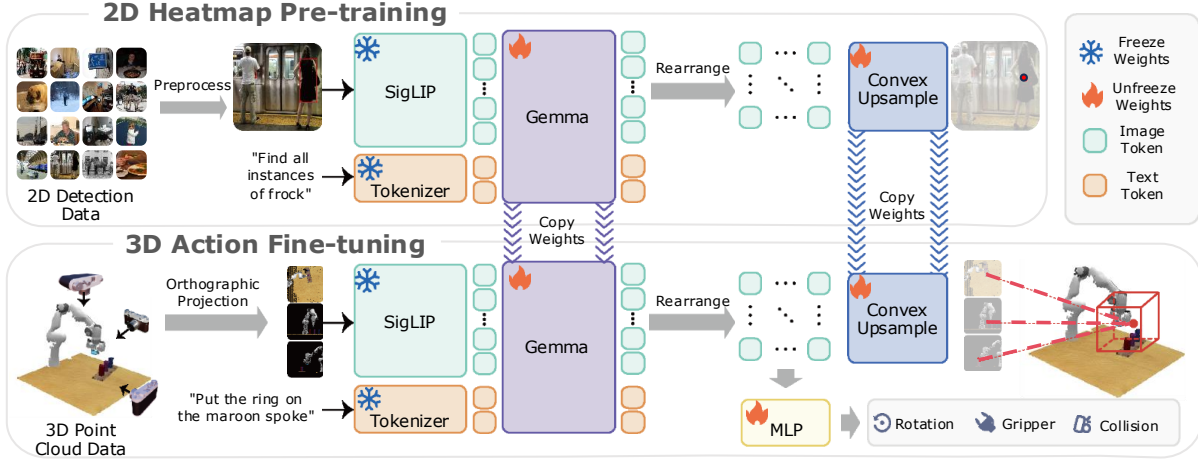 2D Heatmap Pre-training
2D Detection
Data
Preprocess
"Find all
instances
of frock"
SigLIP
Tokenizer
Gemma
Rearrange
Convex
Upsample
Freeze
Weights
Unfreeze
Weights
Image
Token
Text
Token
Copy
Weights
Copy
Weights
3D Action Fine-tuning
3D Point
Cloud Data
Orthographic
Projection
"Put the ring on
the maroon spoke"
SigLIP
Tokenizer
Gemma
Rearrange
Convex
Upsample
MLP
Rotation
Gripper
Collision